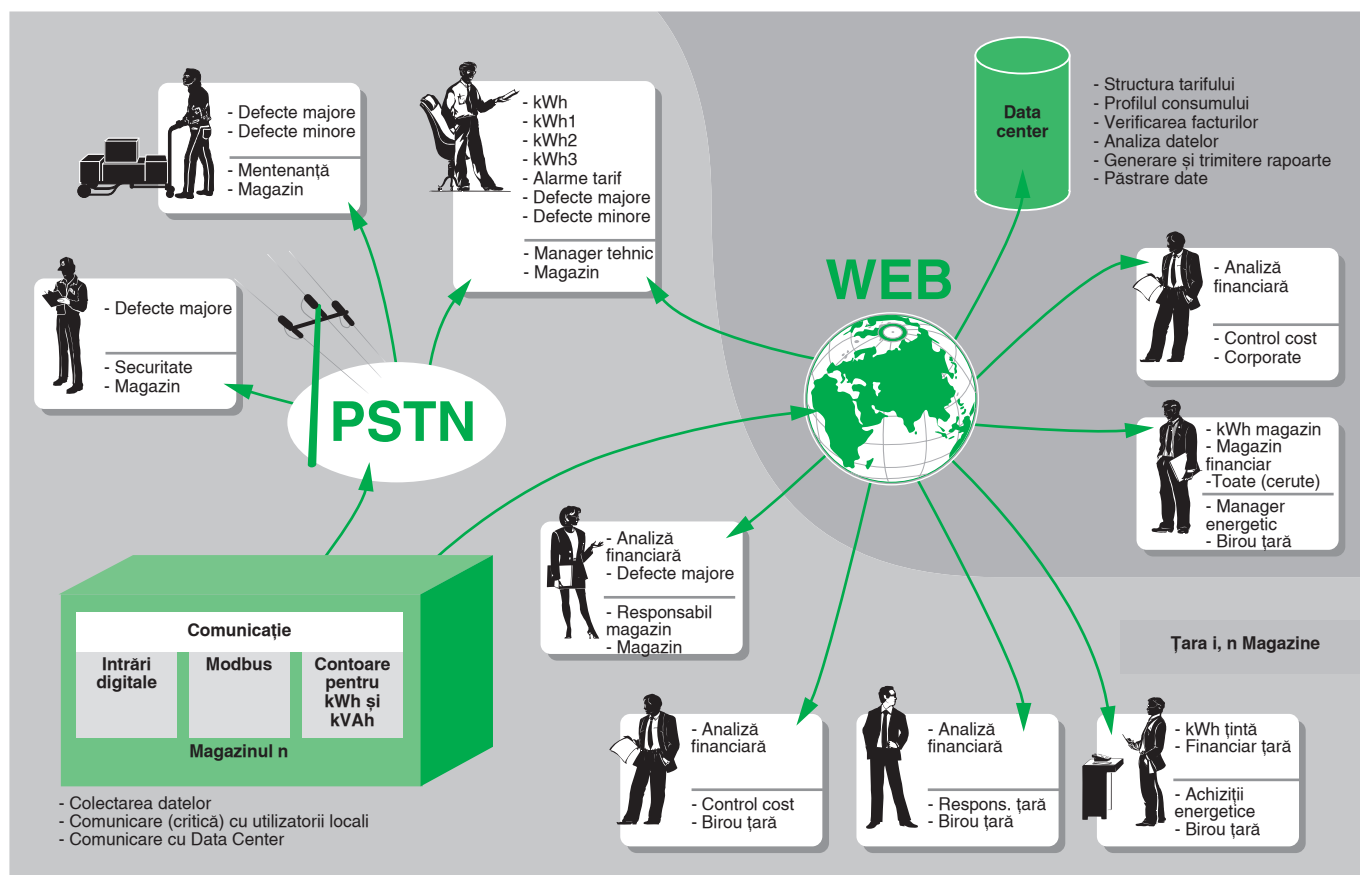 - Defecte majore
- Defecte minore
- Mentenanță
- Magazin
- kWh
- kWh1
- kWh2
- kWh3
- Alarme tarif
- Defecte majore
- Defecte minore
- Manager tehnic
- Magazin
Data
center
- Structura tarifului
- Profilul consumului
- Verificarea facturilor
- Analiza datelor
- Generare și trimitere rapoarte
- Păstrare date
- Defecte majore
- Securitate
- Magazin
PSTN
WEB
- Analiză
financiară
- Control cost
- Corporate
- kWh magazin
- Magazin
financiar
-Toate (cerute)
- Manager
energetic
- Birou țară
- Analiză
financiară
- Defecte majore
- Responsabil
magazin
- Magazin
Țara i, n Magazine
Comunicație
Intrări
digitale
Modbus
Contoare
pentru
kWh și
kVAh
Magazinul n
- Colectarea datelor
- Comunicare (critică) cu utilizatorii locali
- Comunicare cu Data Center
- Analiză
financiară
- Control cost
- Birou țară
- Analiză
financiară
- Respons. țară
- Birou țară
- kWh țintă
- Financiar țară
- Achiziții
energetice
- Birou țară